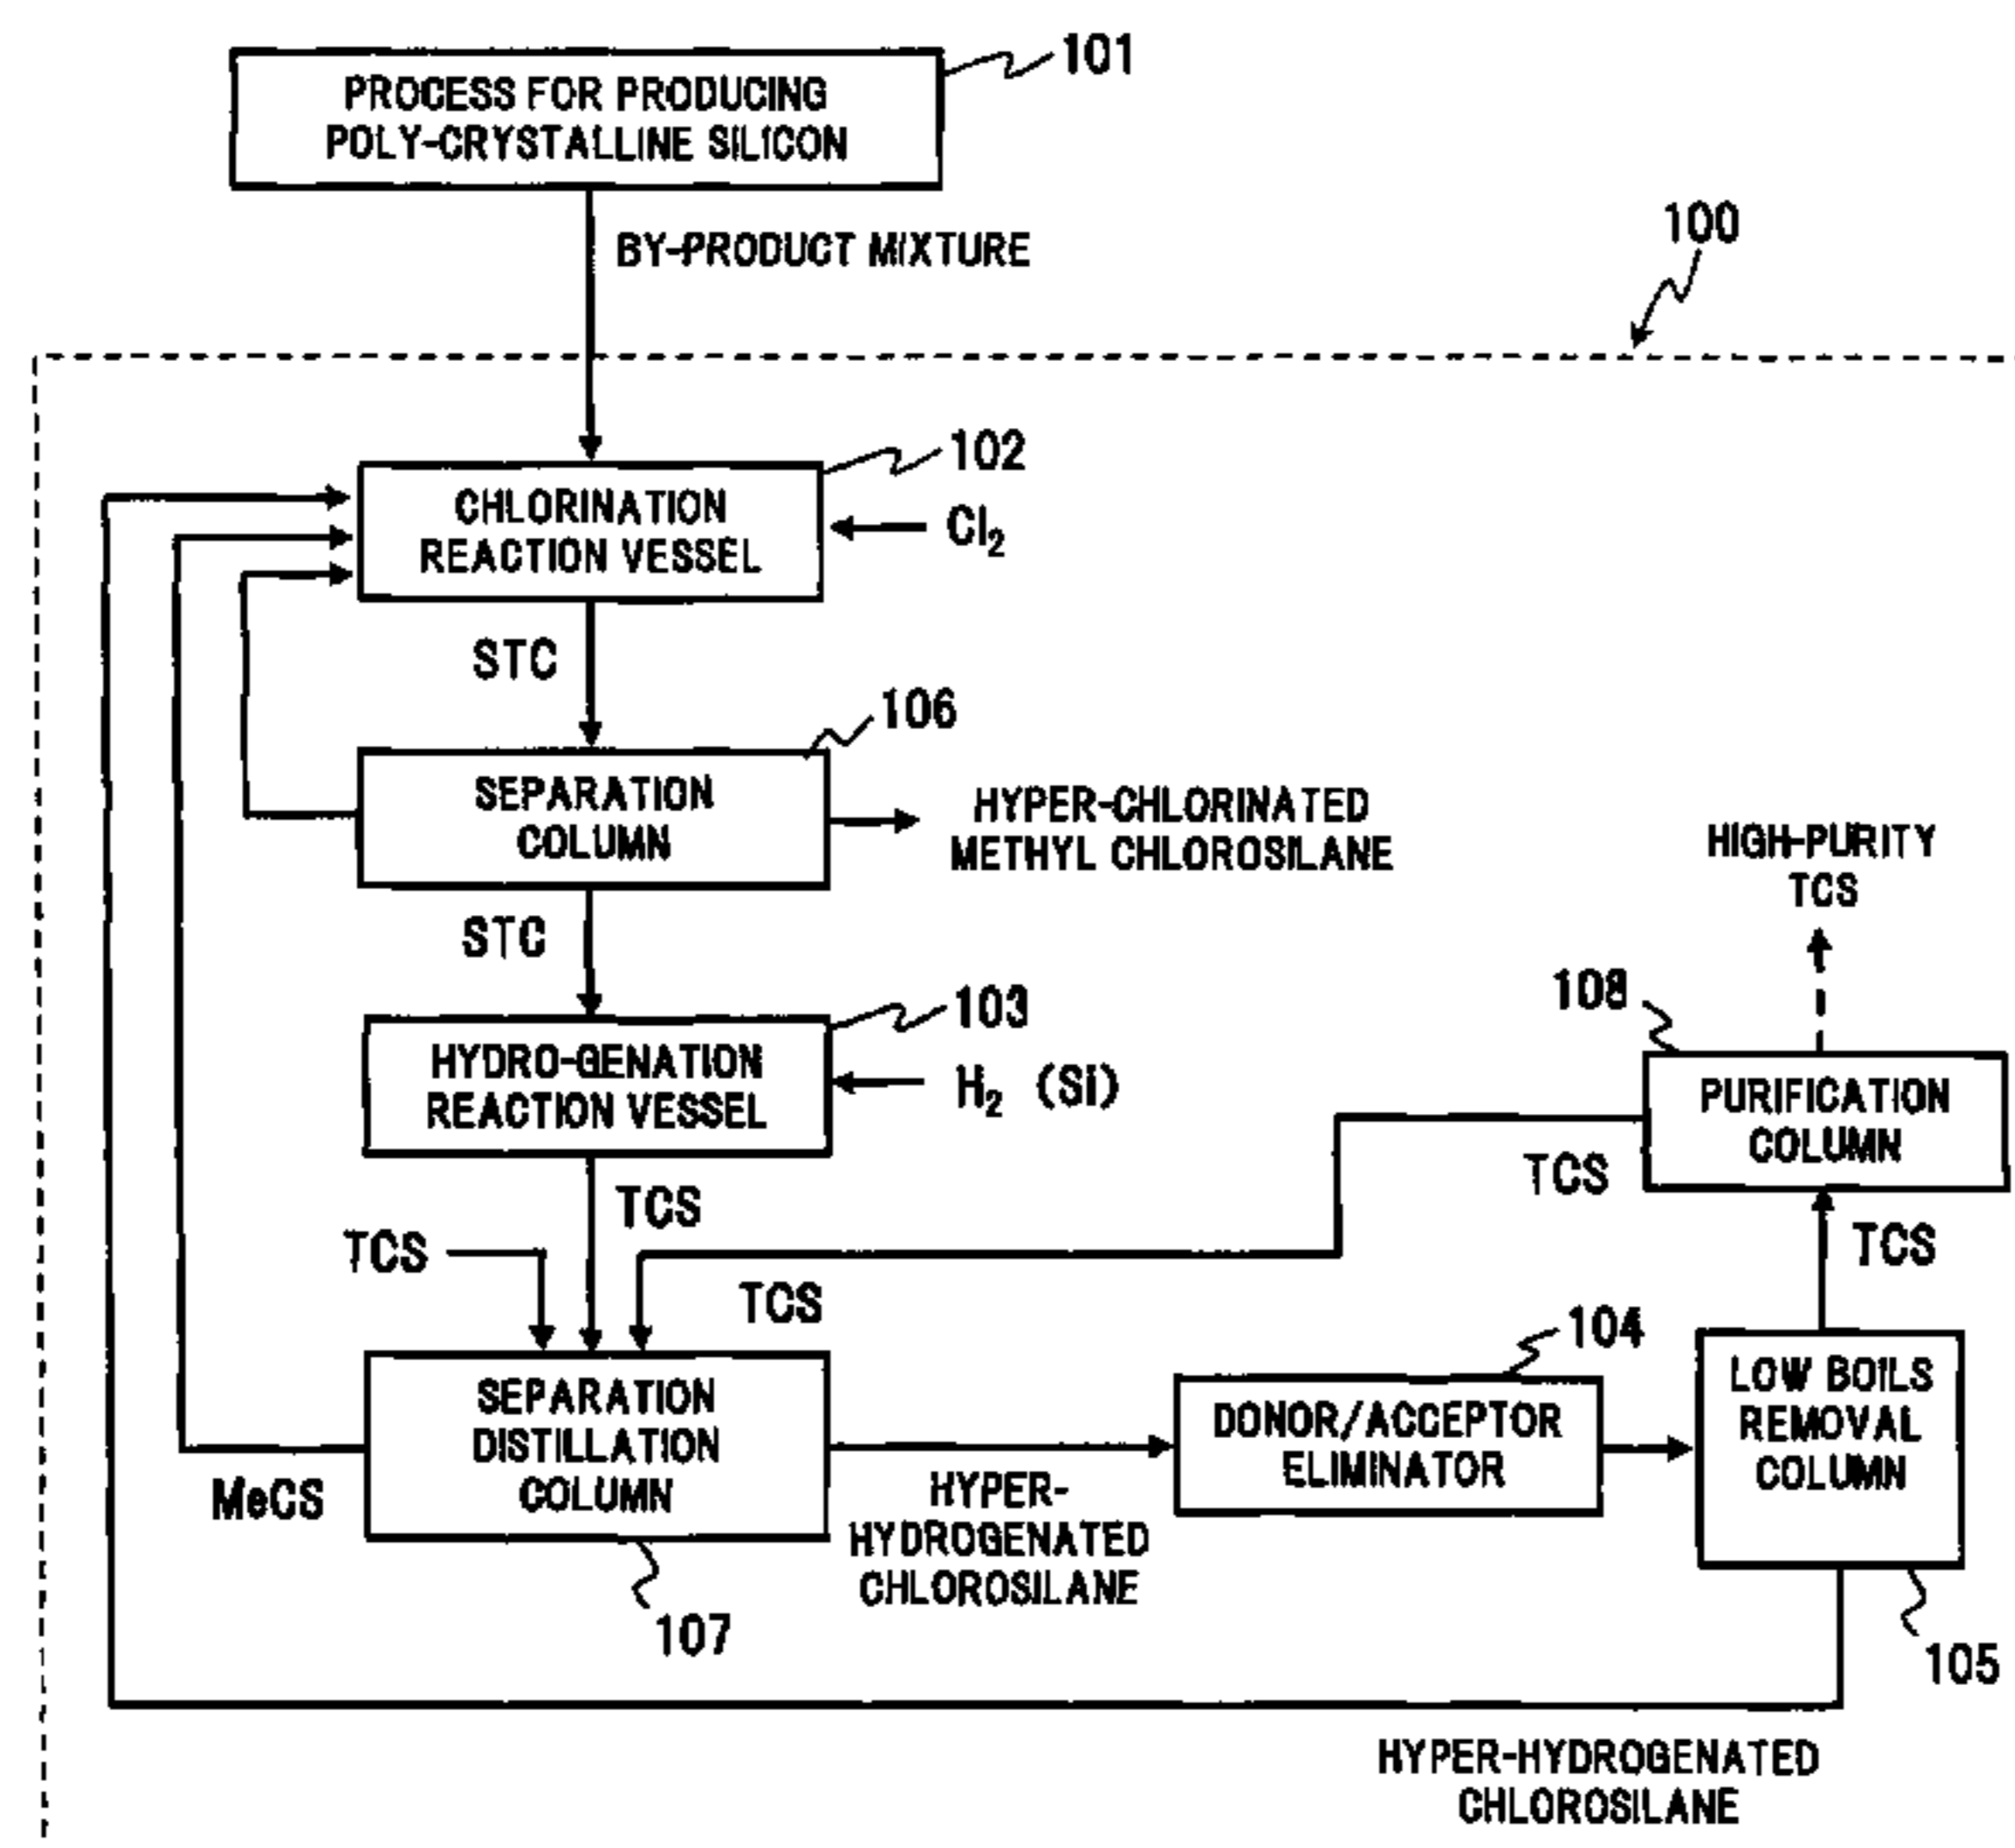 101
PROCESS FOR PRODUCING
POLY-CRYSTALLINE SILICON
BY-PRODUCT MIXTURE
100
102
CHLORINATION
REACTION VESSEL
Cl₂
STC
106
SEPARATION
COLUMN
HYPER-CHLORINATED
METHYL CHLOROSILANE
HIGH-PURITY
TCS
STC
103
HYDRO-GENATION
REACTION VESSEL
H₂ (Si)
108
PURIFICATION
COLUMN
TCS
TCS
TCS
TCS
TCS
SEPARATION
DISTILLATION
COLUMN
107
MeCS
HYPER-
HYDROGENATED
CHLOROSILANE
104
DONOR/ACCEPTOR
ELIMINATOR
LOW BOILS
REMOVAL
COLUMN
105
HYPER-HYDROGENATED
CHLOROSILANE